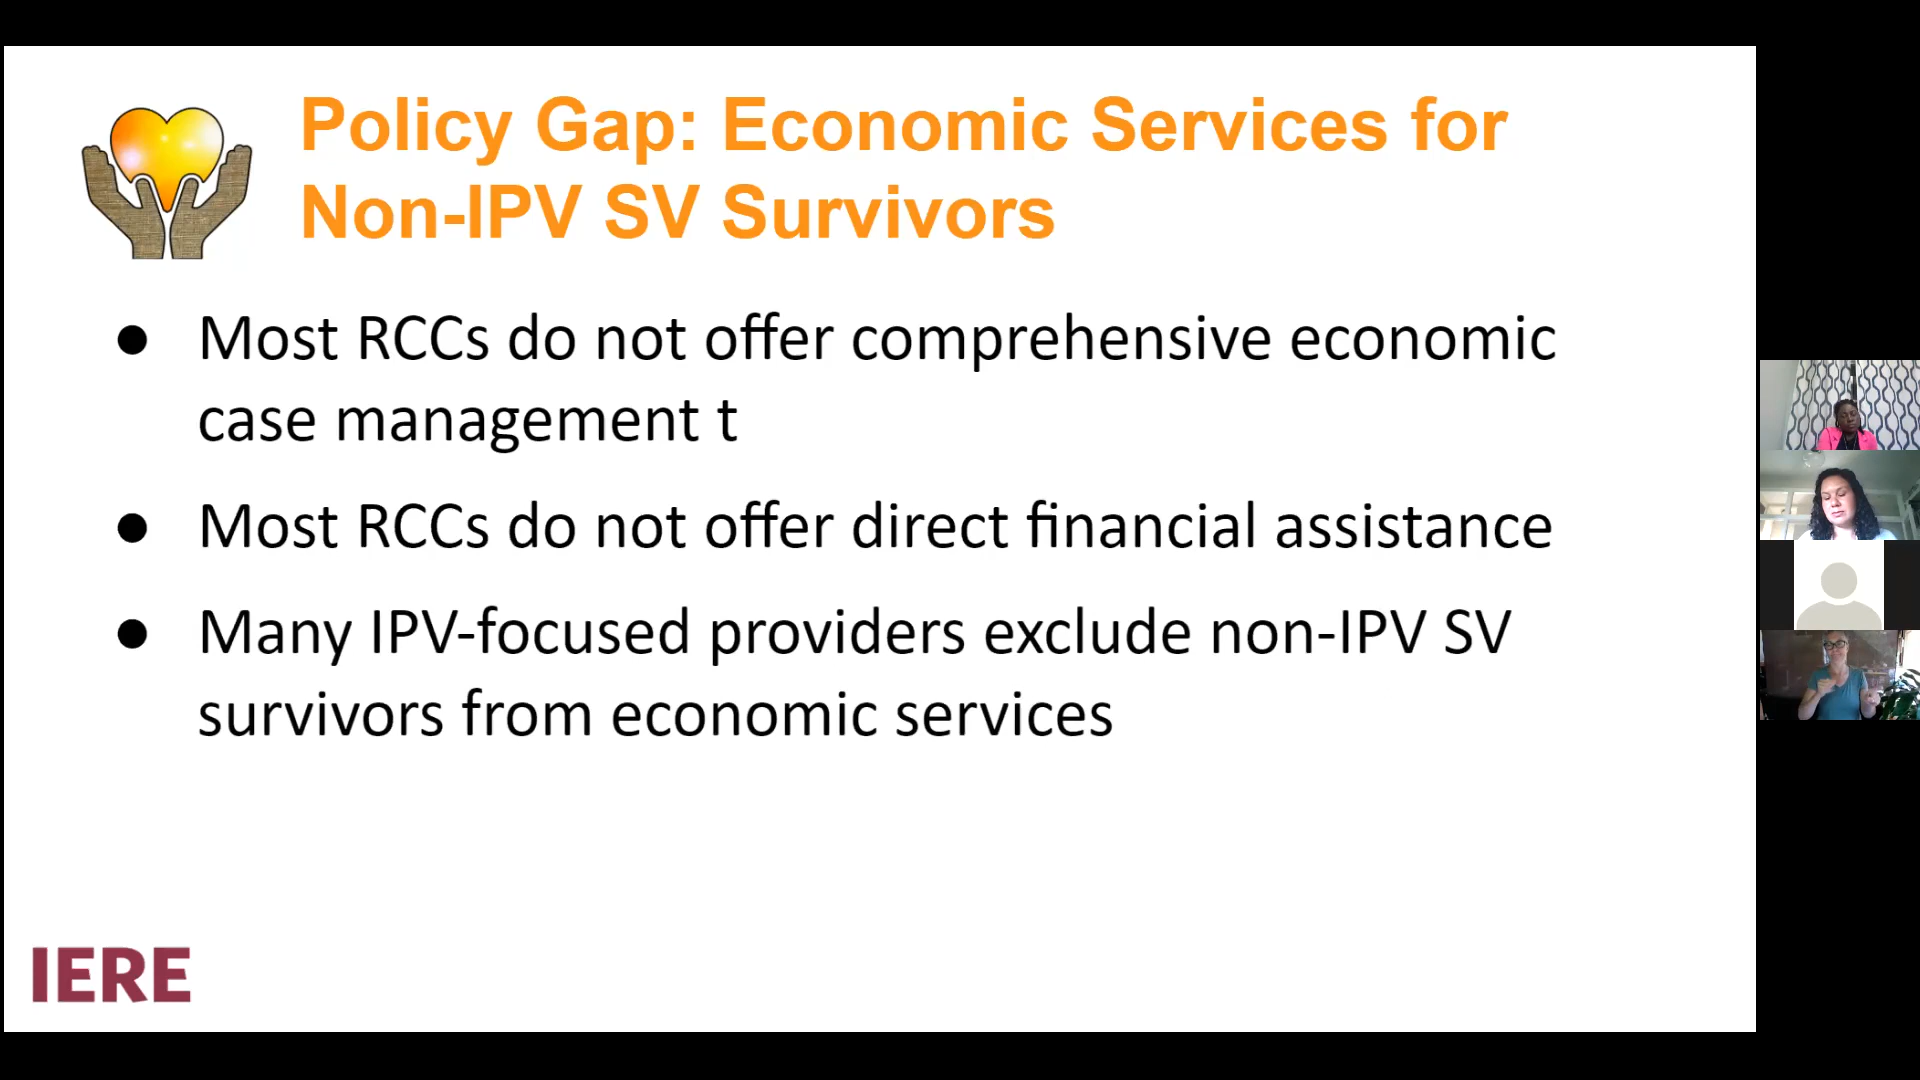 Policy Gap: Economic Services for
Non-IPV SV Survivors
● Most RCCs do not offer comprehensive economic
case management t
● Most RCCs do not offer direct financial assistance
● Many IPV-focused providers exclude non-IPV SV
survivors from economic services
IERE